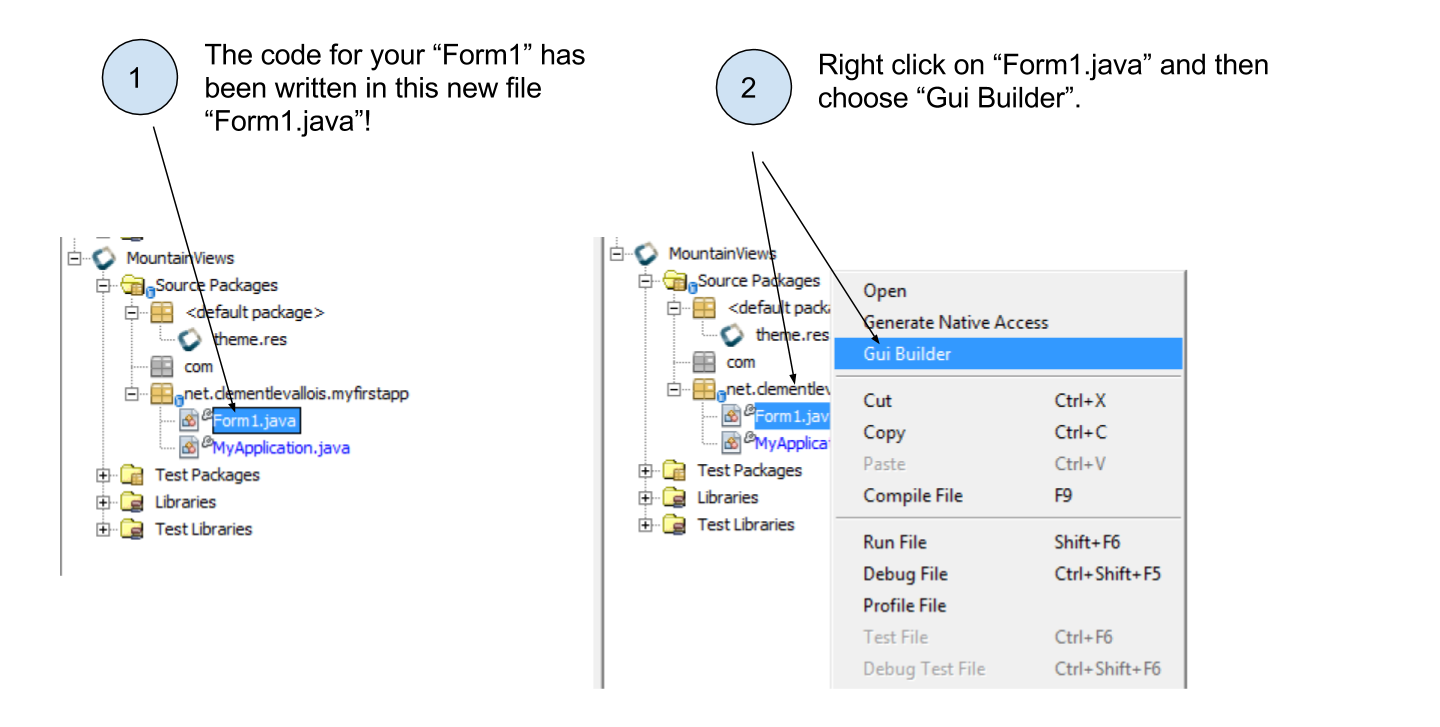 1
The code for your “Form1” has
been written in this new file
“Form1.java”!
2
Right click on “Form1.java” and then
choose “Gui Builder”.
MountainViews
Source Packages
<default package>
theme.res
com
net.clementlevallois.myfirstapp
Form1.java
MyApplication.java
Test Packages
Libraries
Test Libraries
MountainViews
Source Packages
<default packa
theme.res
com
net.clementlev
Form1.jav
MyApplicat
Test Packages
Libraries
Test Libraries
Open
Generate Native Access
Gui Builder
Cut Ctrl+X
Copy Ctrl+C
Paste Ctrl+V
Compile File F9
Run File Shift+F6
Debug File Ctrl+Shift+F5
Profile File
Test File Ctrl+F6
Debug Test File Ctrl+Shift+F6